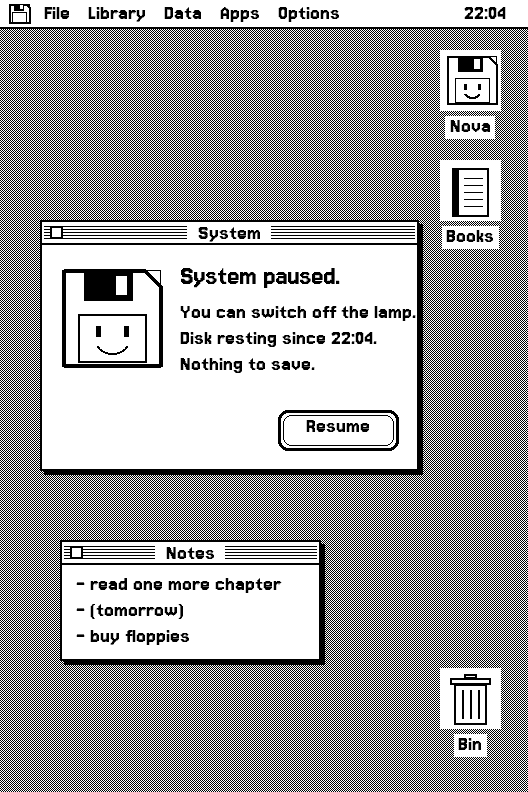 File Library Data Apps Options 22:04
Nova
Books
System
System paused.
You can switch off the lamp.
Disk resting since 22:04.
Nothing to save.
Resume
Notes
- read one more chapter
- (tomorrow)
- buy floppies
Bin